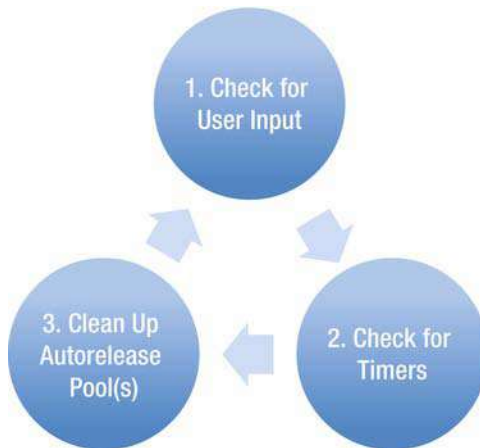 1. Check for
User Input
2. Check for
Timers
3. Clean Up
Autorelease
Pool(s)